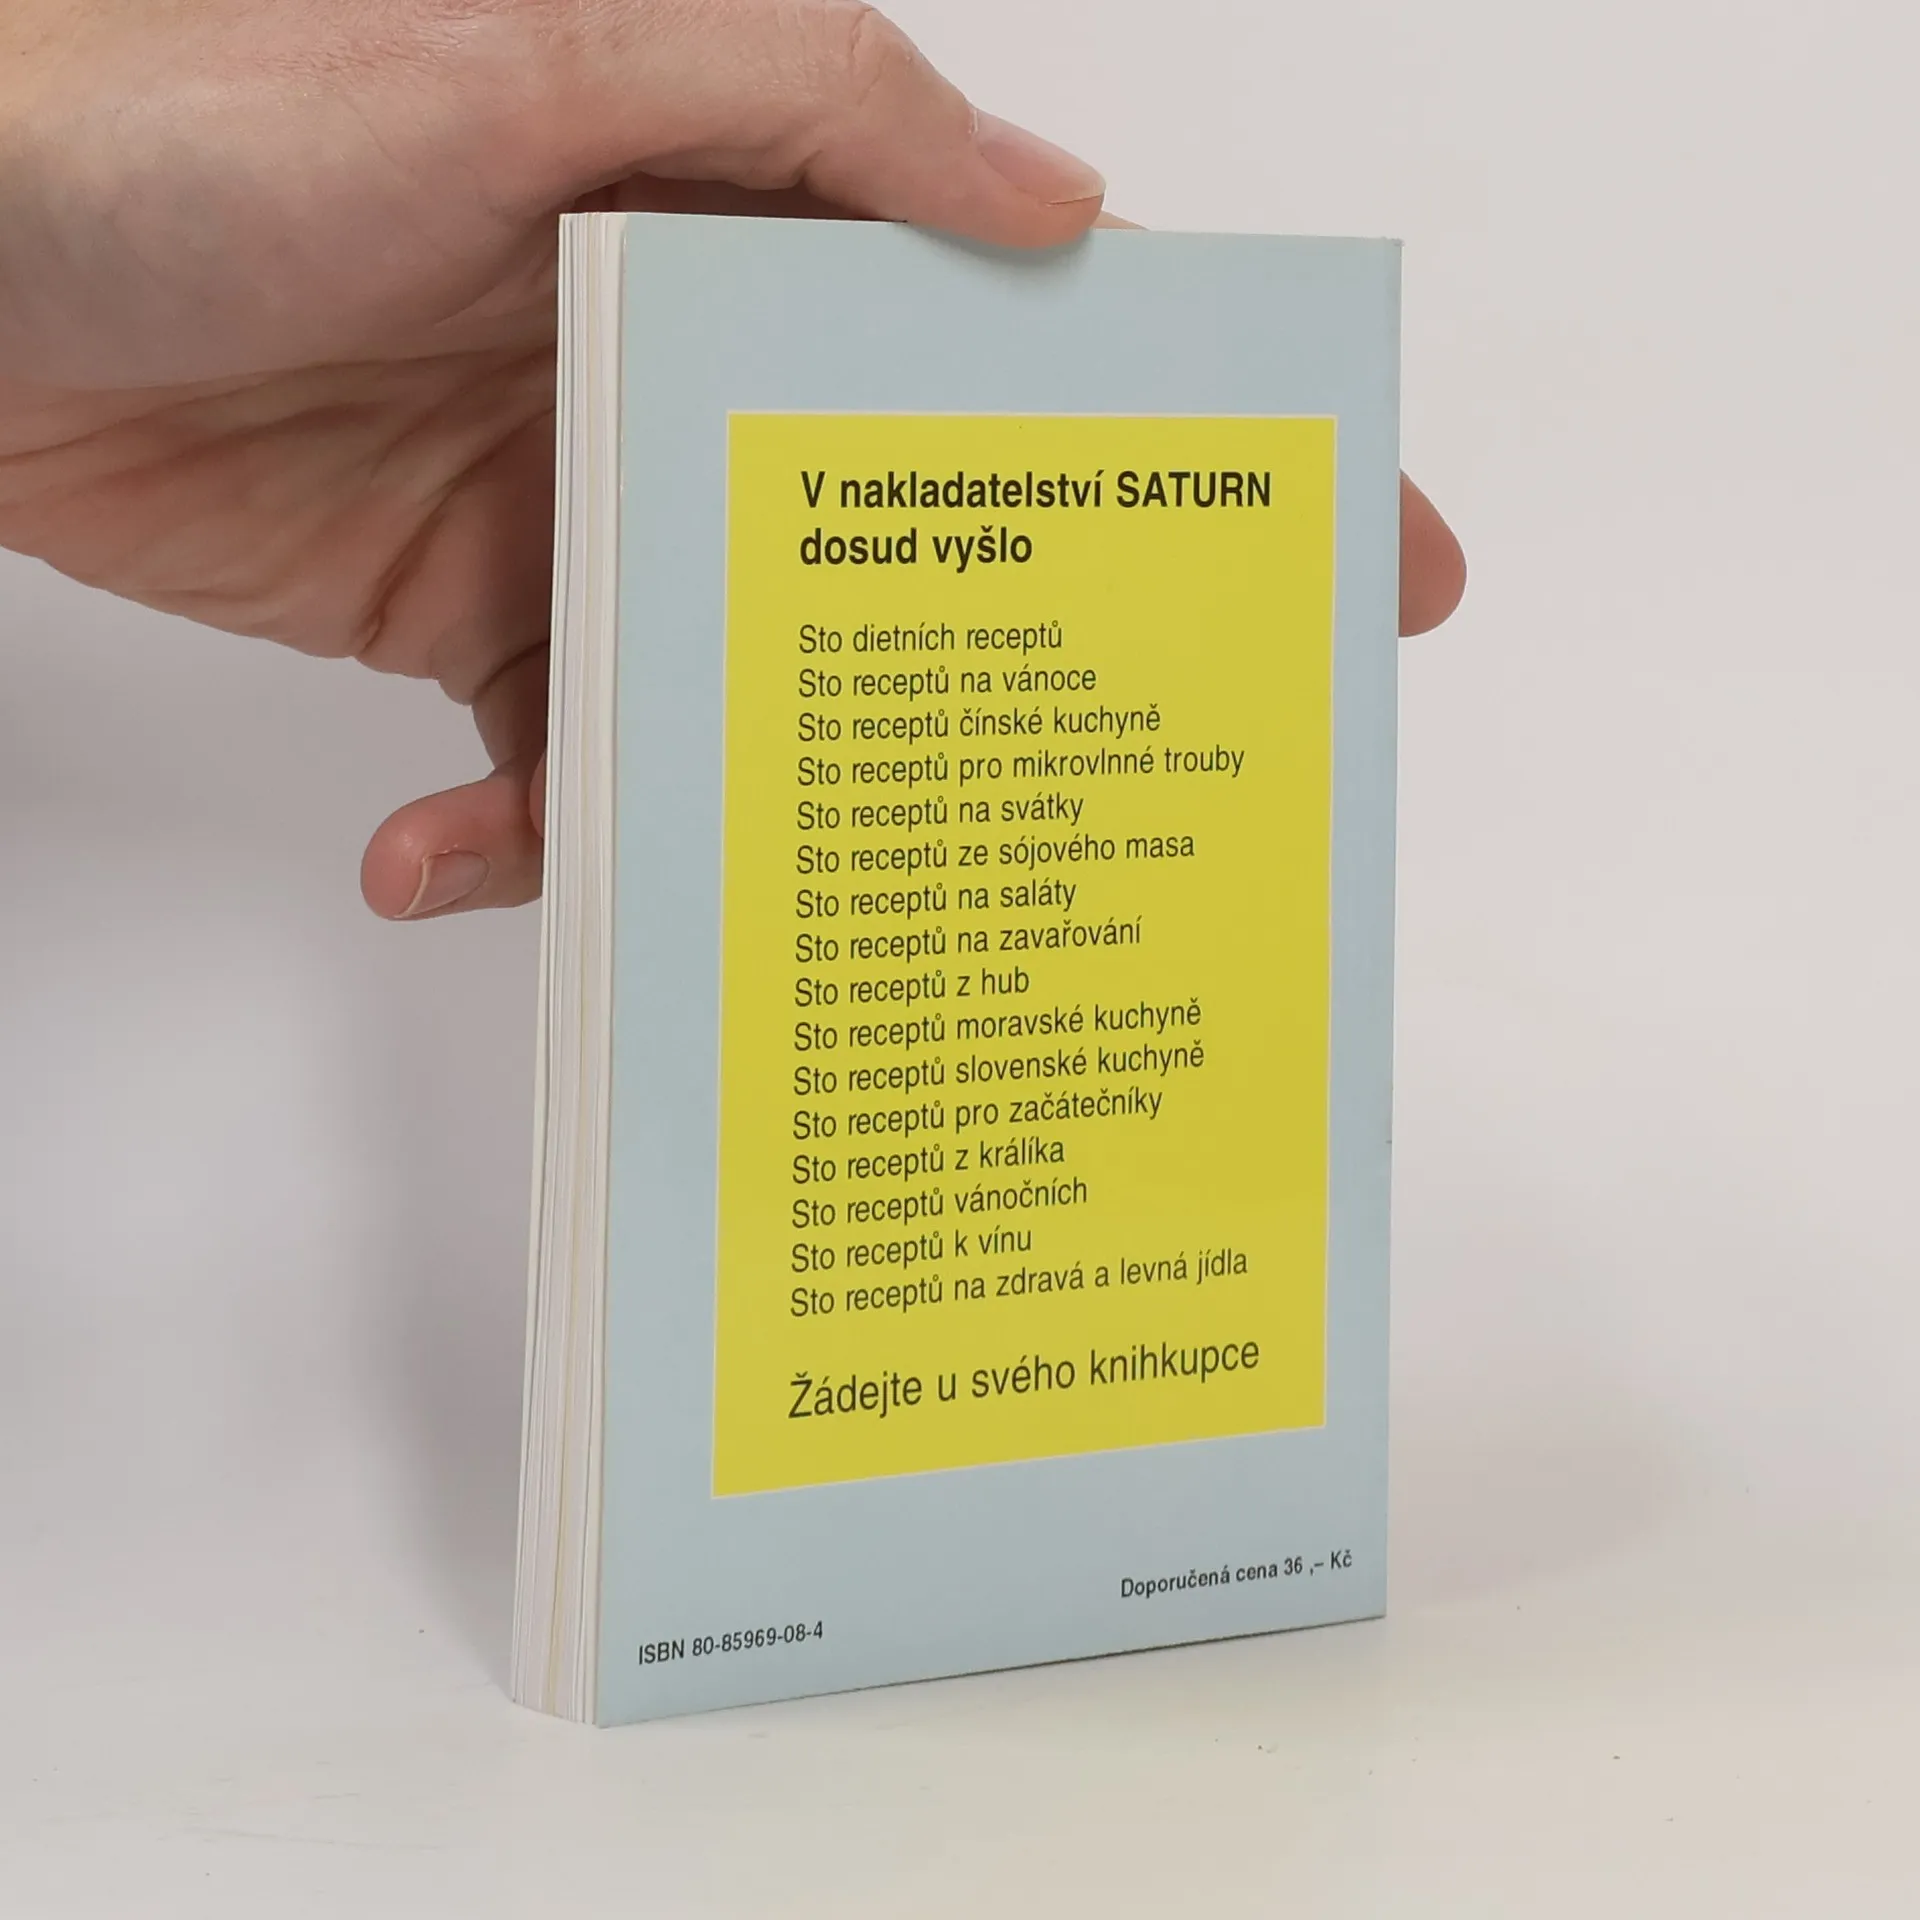 V nakladatelství SATURN
dosud vyšlo
Sto dietních receptů
Sto receptů na vánoce
Sto receptů čínské kuchyně
Sto receptů pro mikrovlnné trouby
Sto receptů na svátky
Sto receptů ze sójového masa
Sto receptů na saláty
Sto receptů na zavařování
Sto receptů z hub
Sto receptů moravské kuchyně
Sto receptů slovenské kuchyně
Sto receptů pro začátečníky
Sto receptů z králíka
Sto receptů vánočních
Sto receptů k vínu
Sto receptů na zdravá a levná jídla
Žádejte u svého knihkupce
Doporučená cena 36 ,– Kč
ISBN 80-85969-08-4